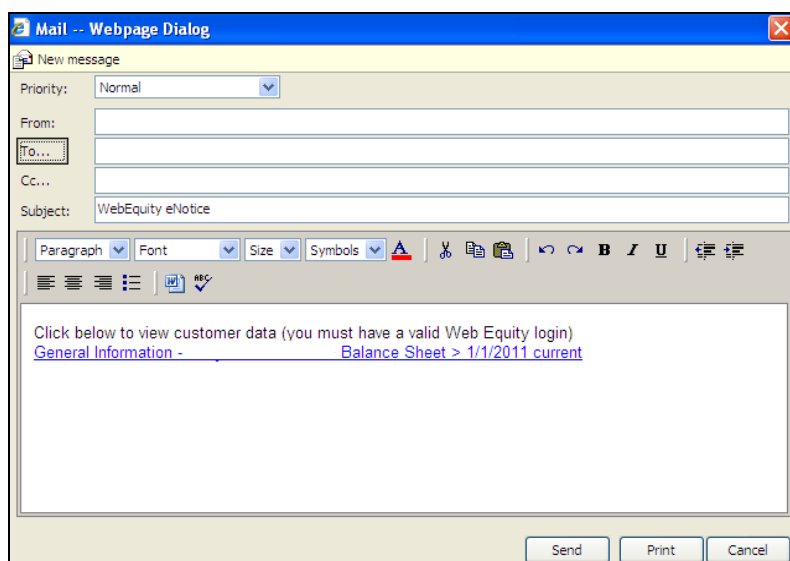 Mail -- Webpage Dialog
New message
Priority: Normal
From:
To...
Cc...
Subject: WebEquity eNotice
Paragraph Font Size Symbols A B I U
W ABC
Click below to view customer data (you must have a valid Web Equity login)
General Information - Balance Sheet > 1/1/2011 current
Send Print Cancel